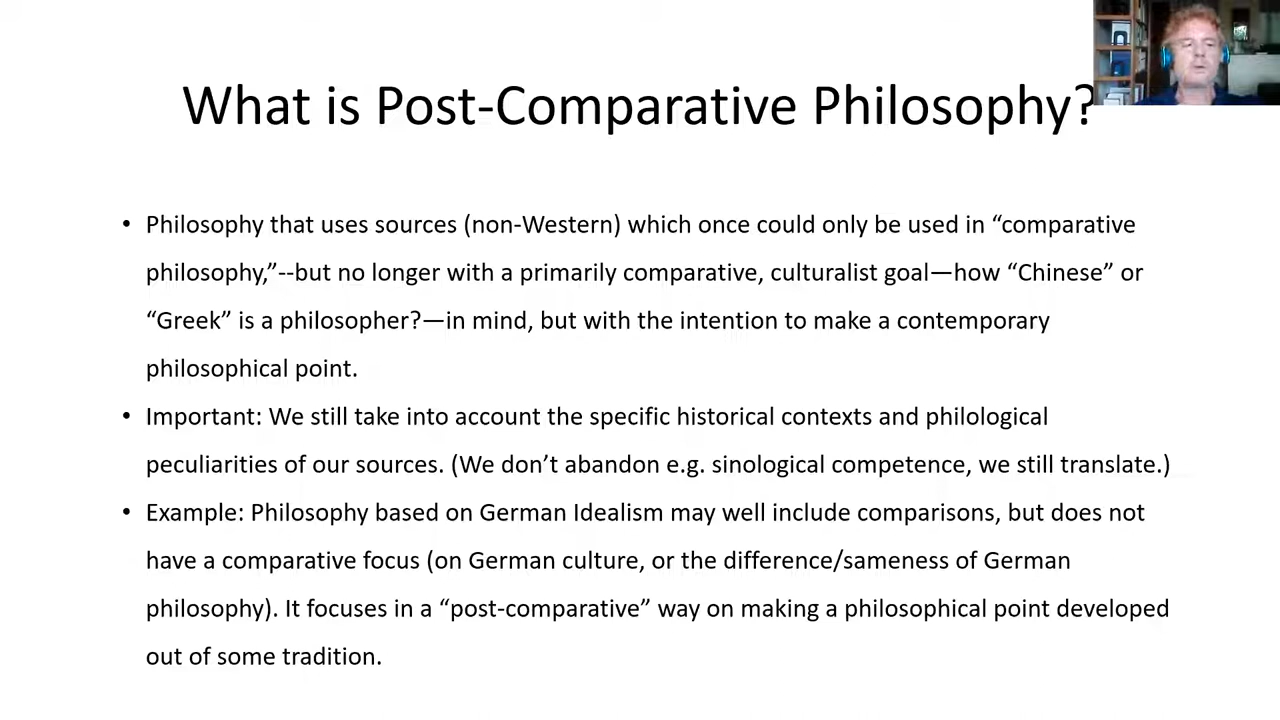 What is Post-Comparative Philosophy?
• Philosophy that uses sources (non-Western) which once could only be used in “comparative
philosophy,”--but no longer with a primarily comparative, culturalist goal—how “Chinese” or
“Greek” is a philosopher?—in mind, but with the intention to make a contemporary
philosophical point.
• Important: We still take into account the specific historical contexts and philological
peculiarities of our sources. (We don’t abandon e.g. sinological competence, we still translate.)
• Example: Philosophy based on German Idealism may well include comparisons, but does not
have a comparative focus (on German culture, or the difference/sameness of German
philosophy). It focuses in a “post-comparative” way on making a philosophical point developed
out of some tradition.